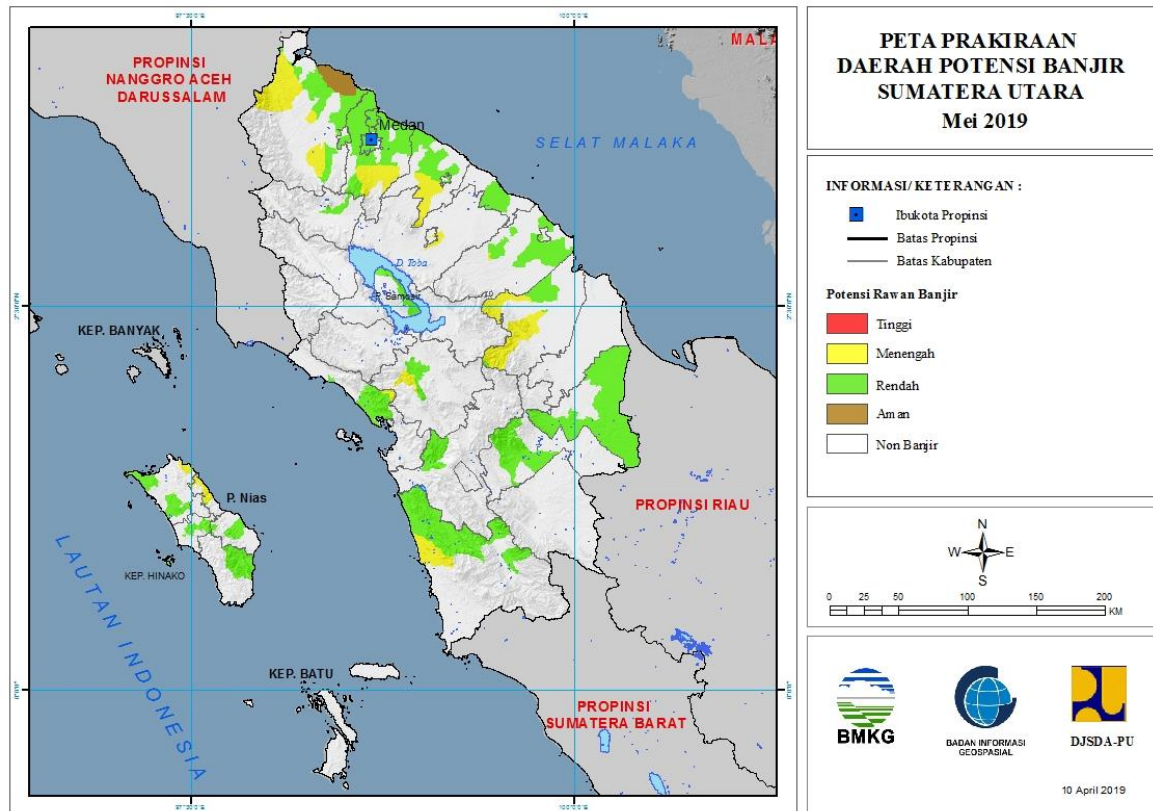 PETA PRAKIRAAN
DAERAH POTENSI BANJIR
SUMATERA UTARA
Mei 2019
INFORMASI/ KETERANGAN :
Ibukota Propinsi
Batas Propinsi
Batas Kabupaten
Potensi Rawan Banjir
Tinggi
Menengah
Rendah
Aman
Non Banjir
N
W E
S
0 25 50 100 150 200
KM
BMKG
BADAN INFORMASI
GEOSPASIAL
DJSDA-PU
10 April 2019
PROPINSI
NANGGRO ACEH
DARUSSALAM
MALA
Medan
SELAT MALAKA
D. Toba
P. Samosir
KEP. BANYAK
P. Nias
PROPINSI RIAU
KEP. HINAKO
LAUTAN INDONESIA
KEP. BATU
PROPINSI
SUMATERA BARAT